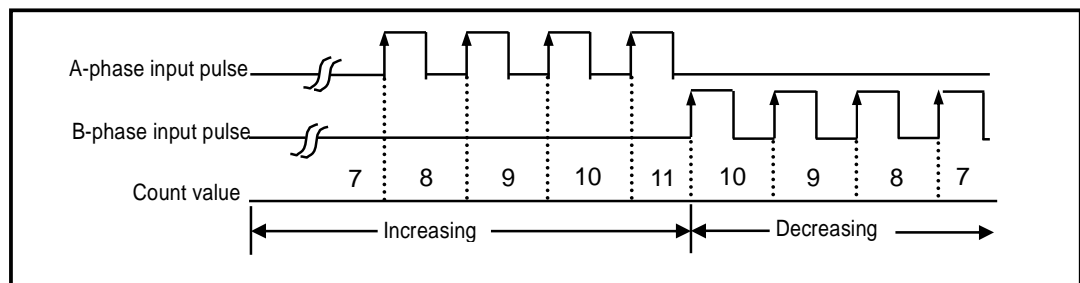 A-phase input pulse
B-phase input pulse
Count value 7 8 9 10 11 10 9 8 7
Increasing Decreasing